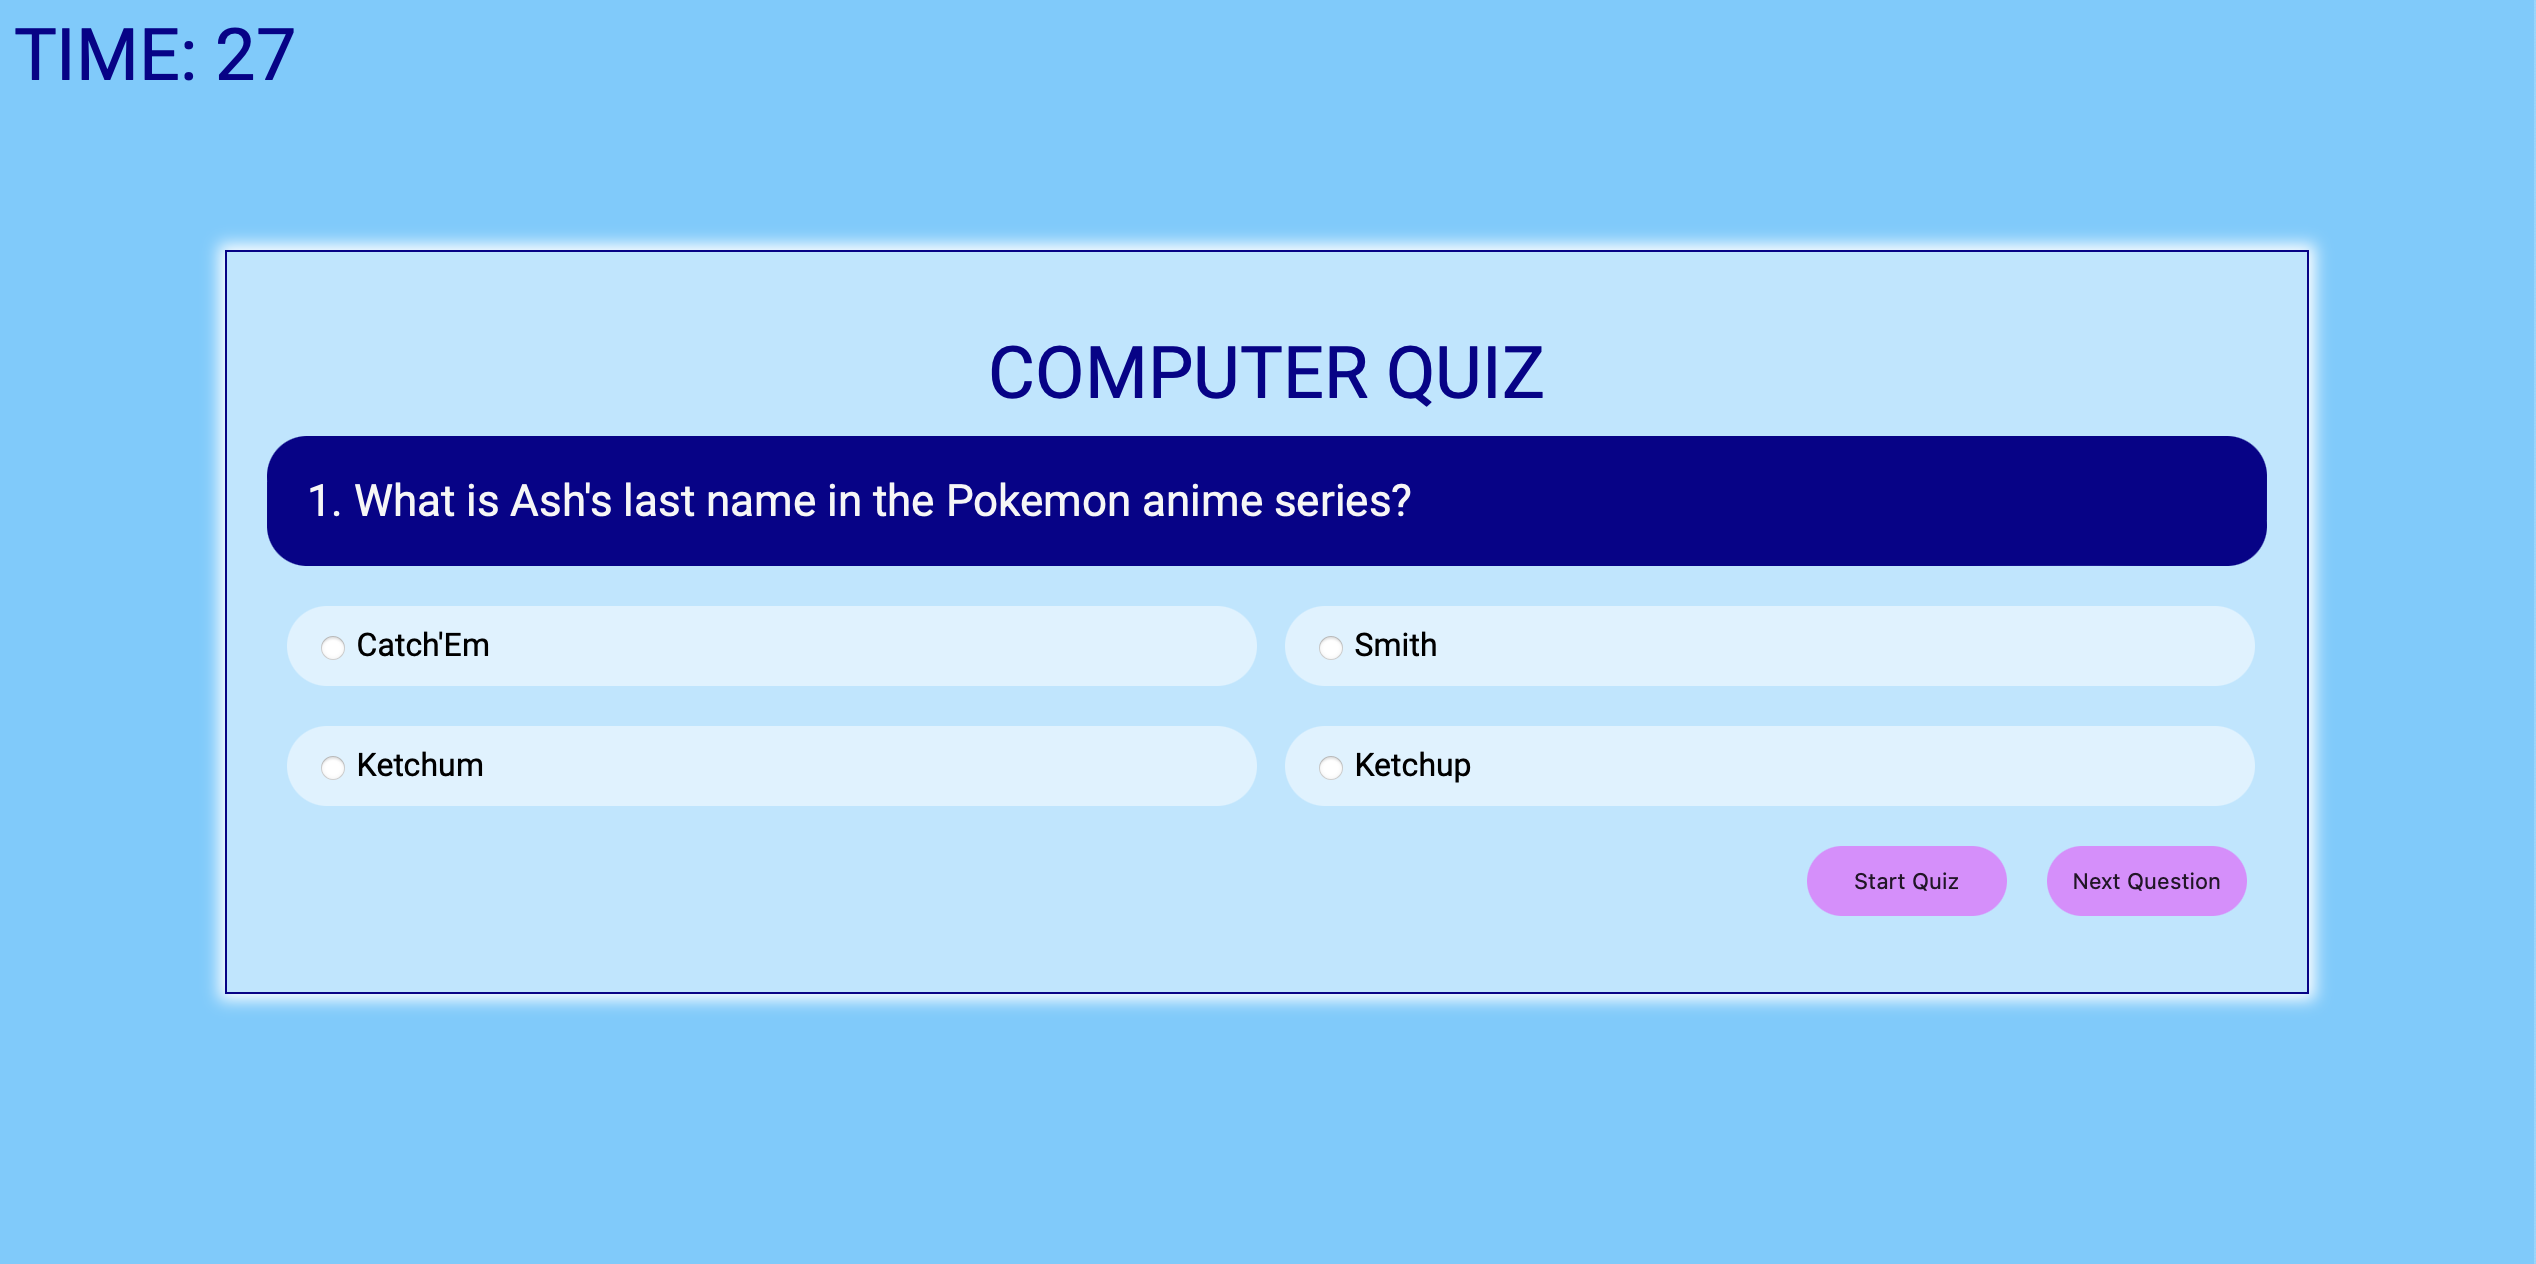 TIME: 27
COMPUTER QUIZ
1. What is Ash's last name in the Pokemon anime series?
Catch'Em
Smith
Ketchum
Ketchup
Start Quiz
Next Question